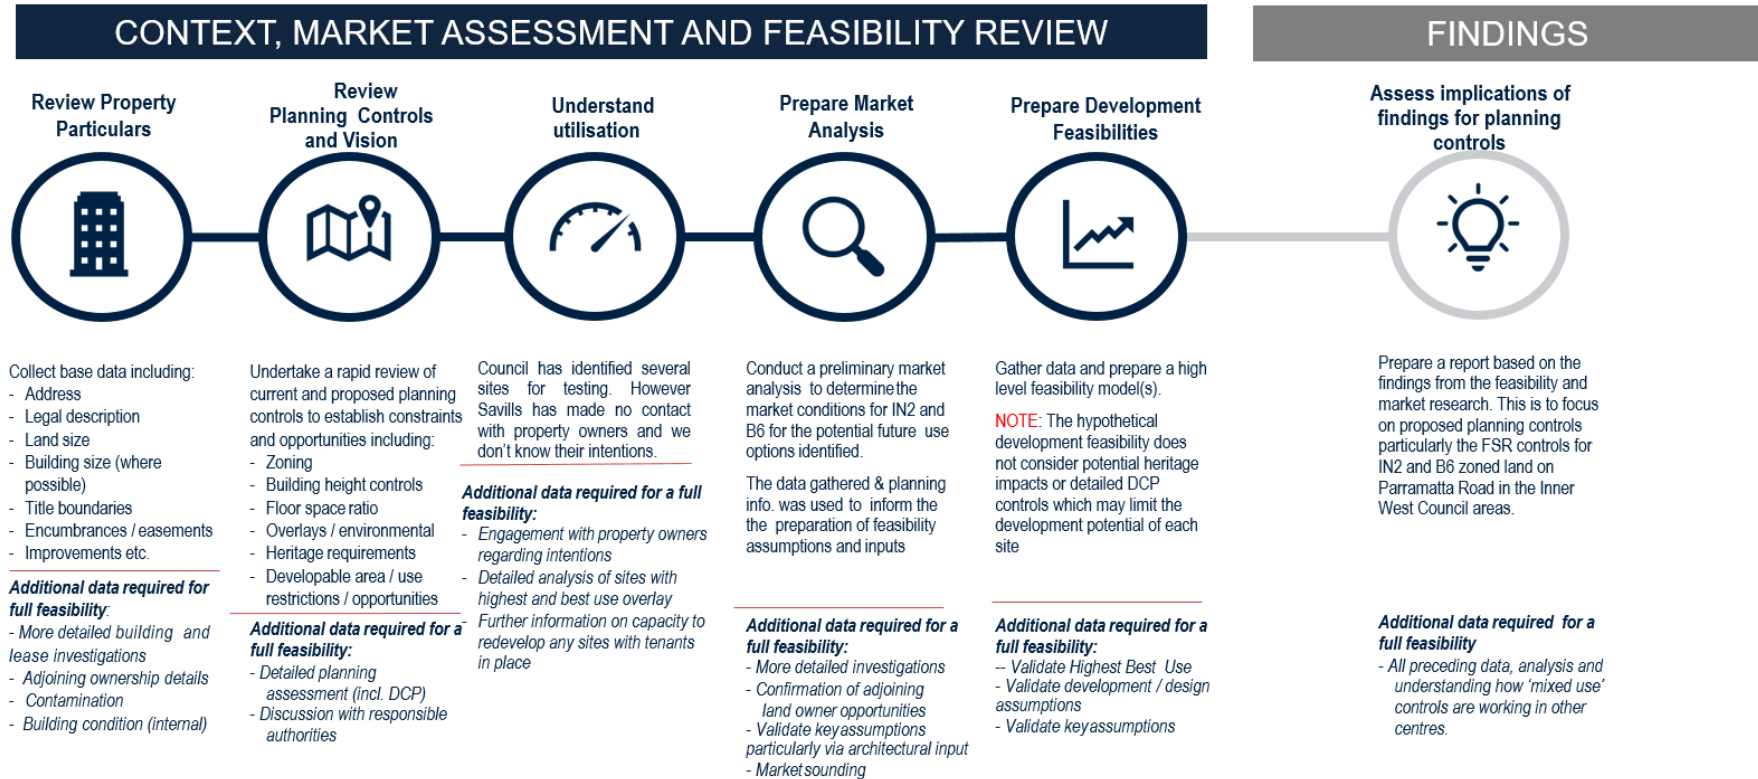 CONTEXT, MARKET ASSESSMENT AND FEASIBILITY REVIEW
FINDINGS
Review Property
Particulars
Review
Planning Controls
and Vision
Understand
utilisation
Prepare Market
Analysis
Prepare Development
Feasibilities
Assess implications of
findings for planning
controls
Collect base data including:
- Address
- Legal description
- Land size
- Building size (where
possible)
- Title boundaries
- Encumbrances / easements
- Improvements etc.
Additional data required for
full feasibility:
- More detailed building and
lease investigations
- Adjoining ownership details
- Contamination
- Building condition (internal)
Undertake a rapid review of
current and proposed planning
controls to establish constraints
and opportunities including:
- Zoning
- Building height controls
- Floor space ratio
- Overlays / environmental
- Heritage requirements
- Developable area / use
restrictions / opportunities
Additional data required for a
full feasibility:
- Detailed planning
assessment (incl. DCP)
- Discussion with responsible
authorities
Council has identified several
sites for testing. However
Savills has made no contact
with property owners and we
don't know their intentions.
Additional data required for a full
feasibility:
- Engagement with property owners
regarding intentions
- Detailed analysis of sites with
highest and best use overlay
- Further information on capacity to
redevelop any sites with tenants
in place
Conduct a preliminary market
analysis to determine the
market conditions for IN2 and
B6 for the potential future use
options identified.
The data gathered & planning
info. was used to inform the
the preparation of feasibility
assumptions and inputs
Additional data required for a
full feasibility:
- More detailed investigations
- Confirmation of adjoining
land owner opportunities
- Validate key assumptions
particularly via architectural input
- Market sounding
Gather data and prepare a high
level feasibility model(s).
NOTE: The hypothetical
development feasibility does
not consider potential heritage
impacts or detailed DCP
controls which may limit the
development potential of each
site
Additional data required for a
full feasibility:
-- Validate Highest Best Use
- Validate development / design
assumptions
- Validate key assumptions
Prepare a report based on the
findings from the feasibility and
market research. This is to focus
on proposed planning controls
particularly the FSR controls for
IN2 and B6 zoned land on
Parramatta Road in the Inner
West Council areas.
Additional data required for a
full feasibility
- All preceding data, analysis and
understanding how 'mixed use'
controls are working in other
centres.